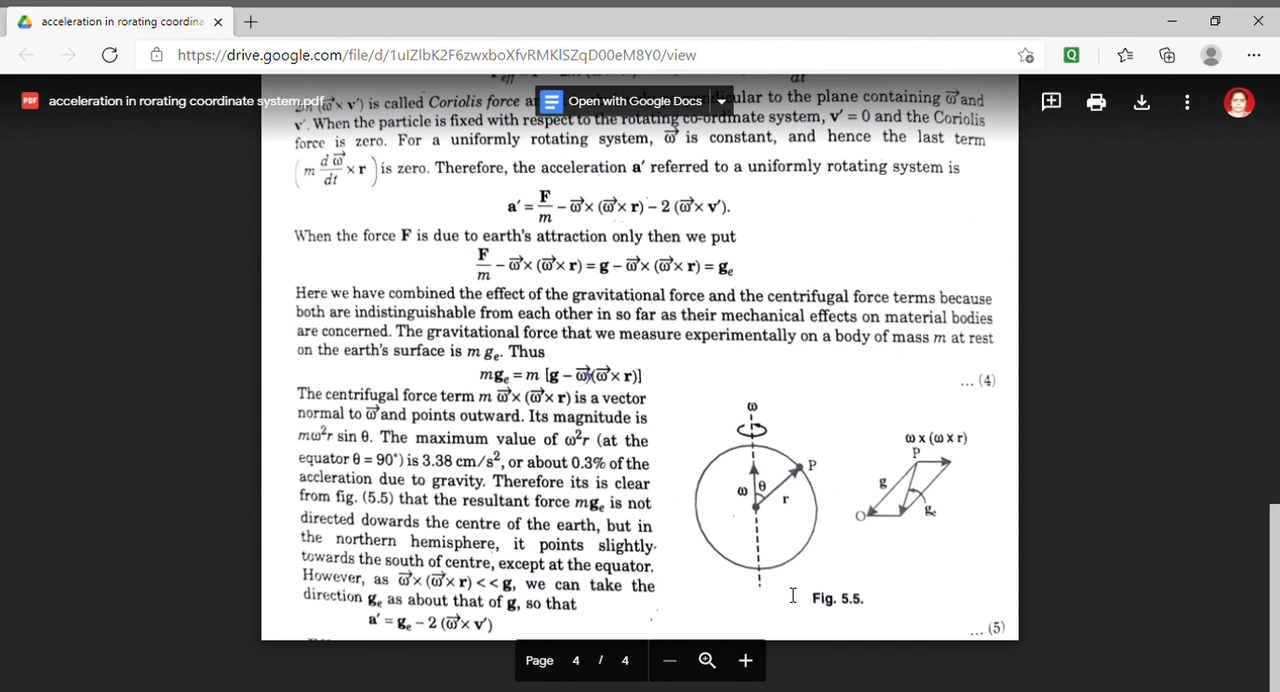 acceleration in rorating coordina
https://drive.google.com/file/d/1uIZlbK2F6zwxboXfvRMKlSZqD00eM8Y0/view
acceleration in rorating coordinate system.pdf
Open with Google Docs
(ω⃗× v′) is called Coriolis force a dicular to the plane containing ω⃗ and
v′. When the particle is fixed with respect to the rotating co-ordinate system, v′ = 0 and the Coriolis
force is zero. For a uniformly rotating system, ω⃗ is constant, and hence the last term
(m dω⃗/dt × r) is zero. Therefore, the acceleration a′ referred to a uniformly rotating system is
a′ = F/m − ω⃗× (ω⃗× r) − 2 (ω⃗× v′).
When the force F is due to earth's attraction only then we put
F/m − ω⃗× (ω⃗× r) = g − ω⃗× (ω⃗× r) = gₑ
Here we have combined the effect of the gravitational force and the centrifugal force terms because
both are indistinguishable from each other in so far as their mechanical effects on material bodies
are concerned. The gravitational force that we measure experimentally on a body of mass m at rest
on the earth's surface is m gₑ. Thus
mgₑ = m [g − ω⃗×(ω⃗× r)] ... (4)
The centrifugal force term m ω⃗× (ω⃗× r) is a vector
normal to ω⃗ and points outward. Its magnitude is
mω²r sin θ. The maximum value of ω²r (at the
equator θ = 90°) is 3.38 cm/s², or about 0.3% of the
accleration due to gravity. Therefore its is clear
from fig. (5.5) that the resultant force mgₑ is not
directed dowards the centre of the earth, but in
the northern hemisphere, it points slightly
towards the south of centre, except at the equator.
However, as ω⃗× (ω⃗× r) << g, we can take the
direction gₑ as about that of g, so that
a′ = gₑ − 2 (ω⃗× v′) ... (5)
ω
P
ω θ
r
ω x (ω x r)
P
g
O gₑ
Fig. 5.5.
Page 4 / 4